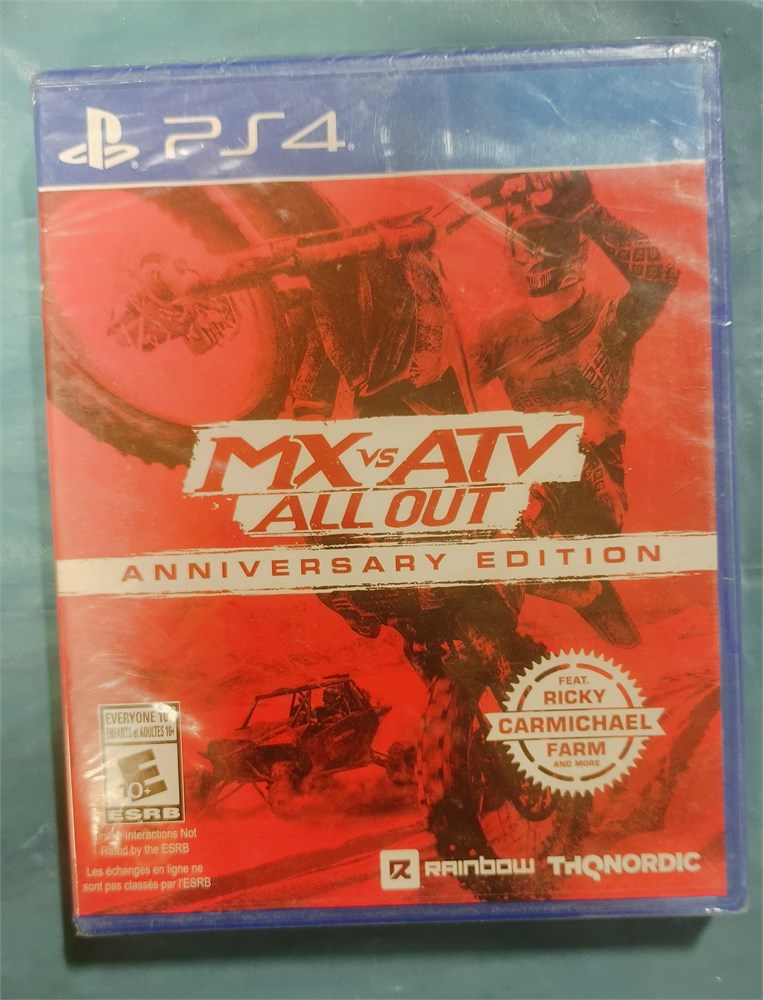 PS4
MX vs ATV
ALL OUT
ANNIVERSARY EDITION
FEAT.
RICKY
CARMICHAEL
FARM
AND MORE
EVERYONE 10+
ENFANTS et ADULTES 10+
E
10+
ESRB
Online Interactions Not
Rated by the ESRB
Les échanges en ligne ne
sont pas classés par l'ESRB
RAINBOW THQNORDIC